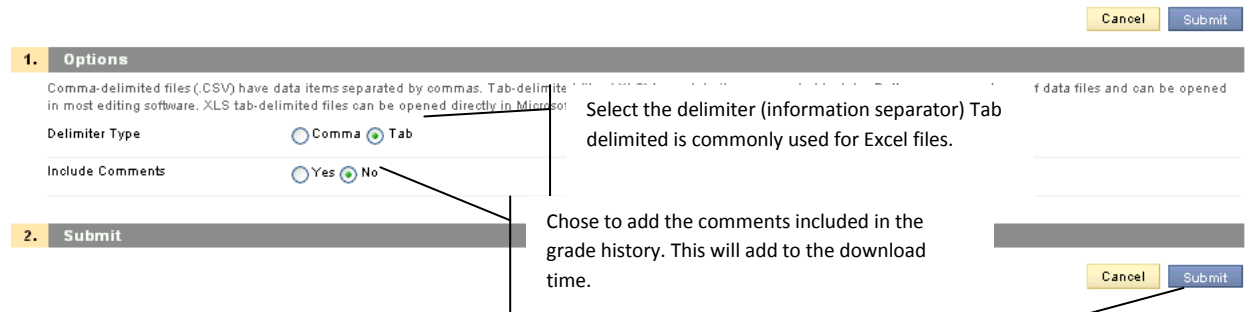 Cancel Submit
1. Options
Comma-delimited files (.CSV) have data items separated by commas. Tab-delimite
f data files and can be opened
in most editing software. XLS tab-delimited files can be opened directly in Microsof
Select the delimiter (information separator) Tab
delimited is commonly used for Excel files.
Delimiter Type Comma Tab
Include Comments Yes No
Chose to add the comments included in the
grade history. This will add to the download
time.
2. Submit
Cancel Submit